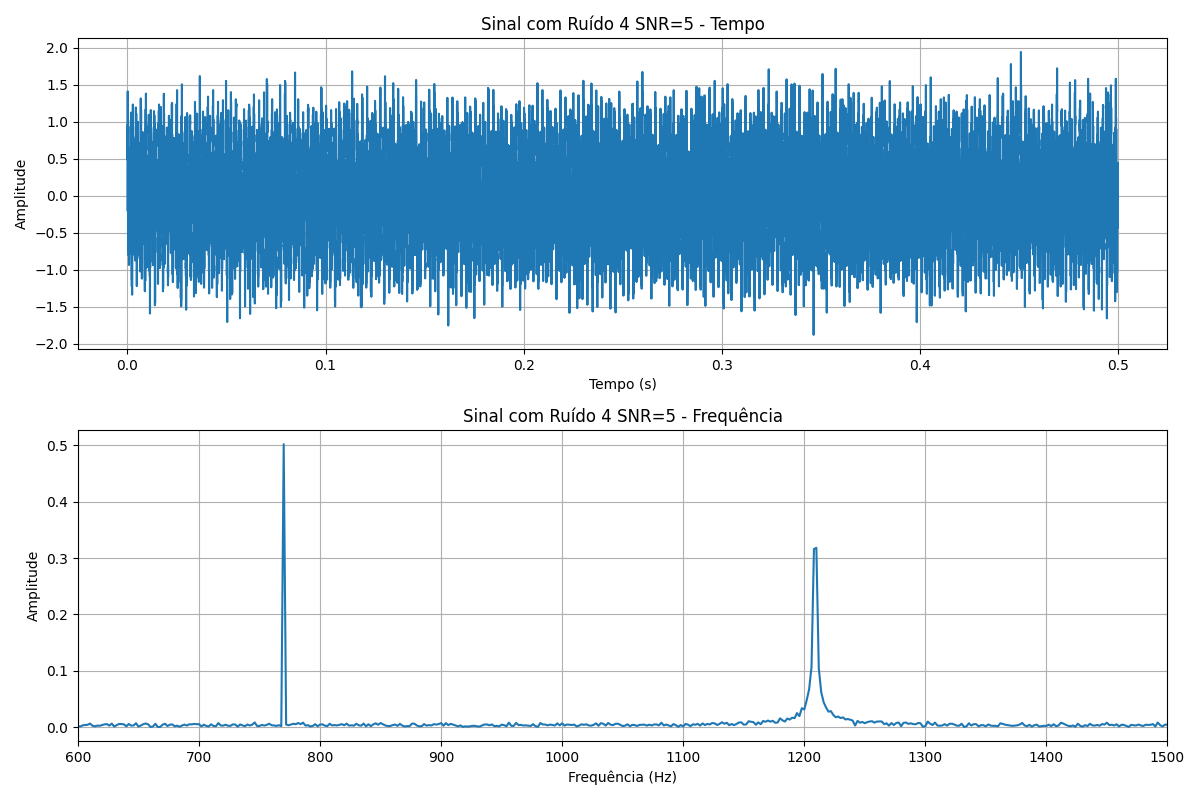 Sinal com Ruído 4 SNR=5 - Tempo
2.0
1.5
1.0
0.5
0.0
−0.5
−1.0
−1.5
−2.0
Amplitude
0.0 0.1 0.2 0.3 0.4 0.5
Tempo (s)
Sinal com Ruído 4 SNR=5 - Frequência
0.5
0.4
0.3
0.2
0.1
0.0
Amplitude
600 700 800 900 1000 1100 1200 1300 1400 1500
Frequência (Hz)